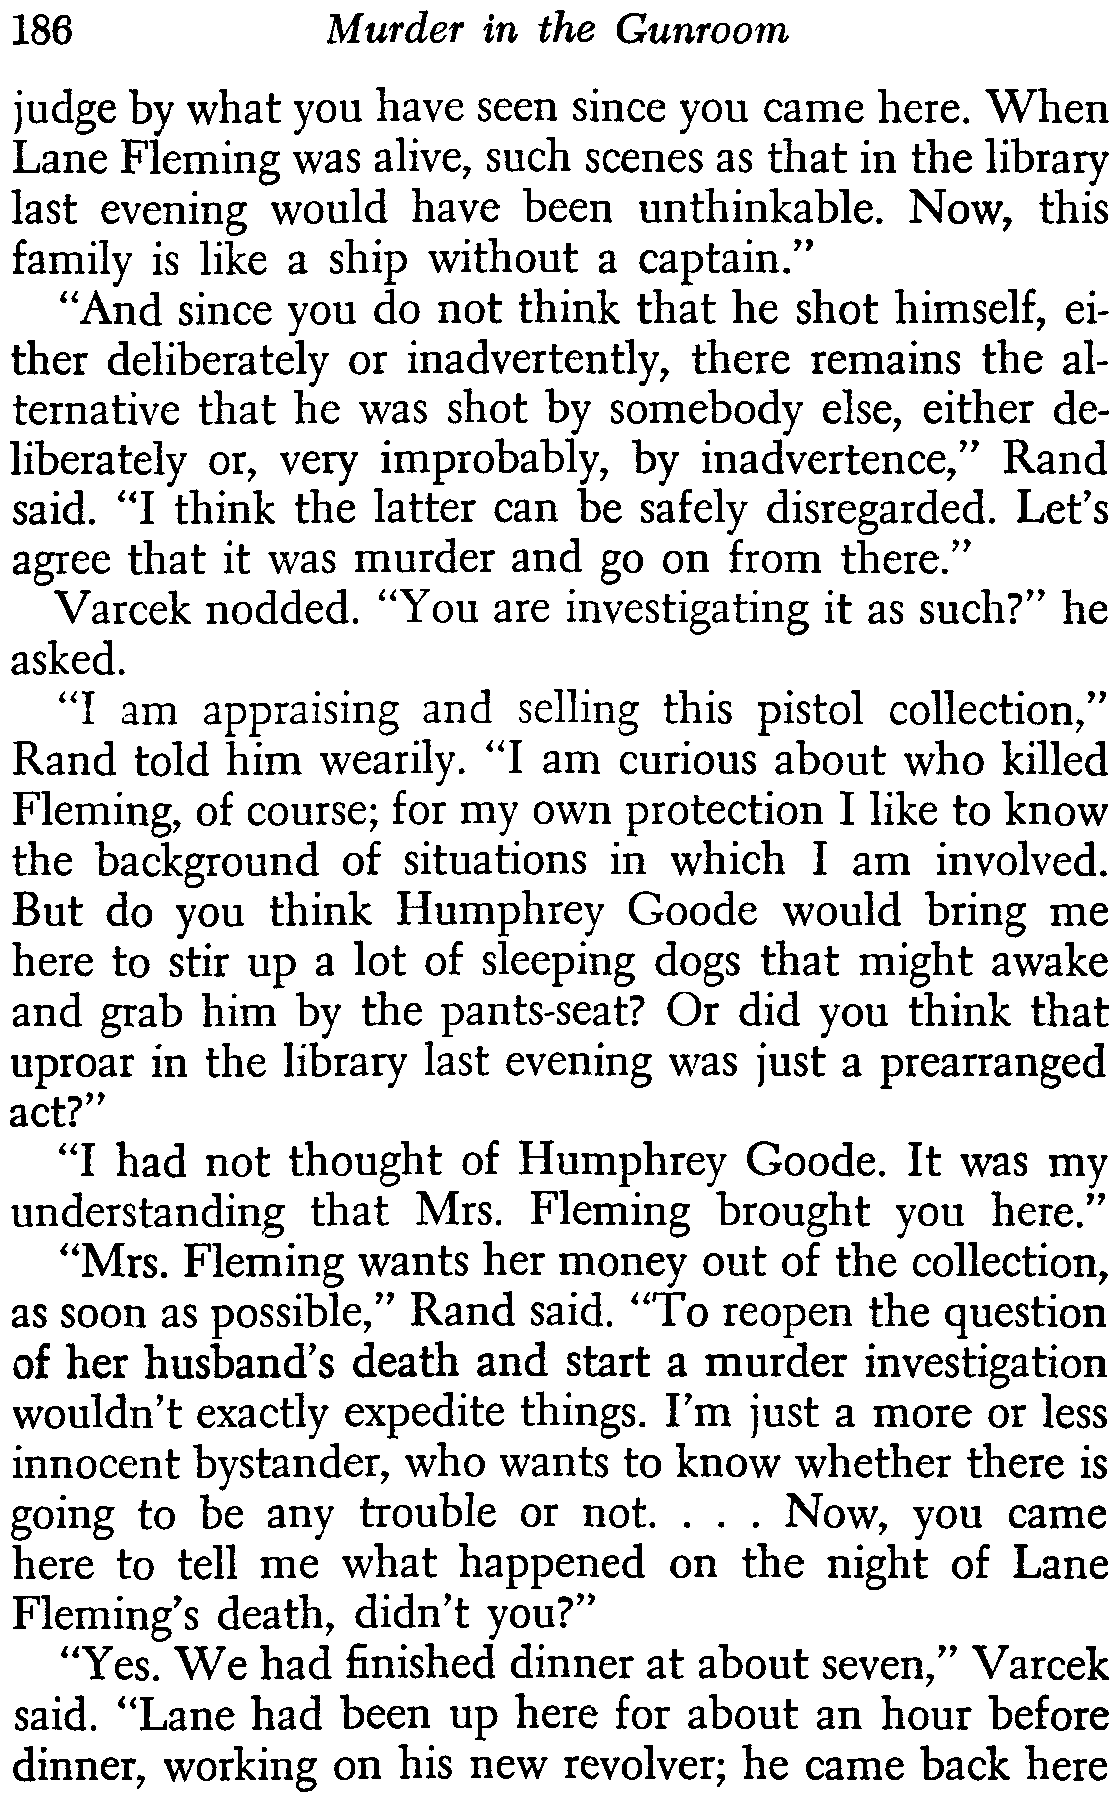 186 Murder in the Gunroom
judge by what you have seen since you came here. When
Lane Fleming was alive, such scenes as that in the library
last evening would have been unthinkable. Now, this
family is like a ship without a captain."
"And since you do not think that he shot himself, ei-
ther deliberately or inadvertently, there remains the al-
ternative that he was shot by somebody else, either de-
liberately or, very improbably, by inadvertence," Rand
said. "I think the latter can be safely disregarded. Let's
agree that it was murder and go on from there."
Varcek nodded. "You are investigating it as such?" he
asked.
"I am appraising and selling this pistol collection,"
Rand told him wearily. "I am curious about who killed
Fleming, of course; for my own protection I like to know
the background of situations in which I am involved.
But do you think Humphrey Goode would bring me
here to stir up a lot of sleeping dogs that might awake
and grab him by the pants-seat? Or did you think that
uproar in the library last evening was just a prearranged
act?"
"I had not thought of Humphrey Goode. It was my
understanding that Mrs. Fleming brought you here."
"Mrs. Fleming wants her money out of the collection,
as soon as possible," Rand said. "To reopen the question
of her husband's death and start a murder investigation
wouldn't exactly expedite things. I'm just a more or less
innocent bystander, who wants to know whether there is
going to be any trouble or not. . . . Now, you came
here to tell me what happened on the night of Lane
Fleming's death, didn't you?"
"Yes. We had finished dinner at about seven," Varcek
said. "Lane had been up here for about an hour before
dinner, working on his new revolver; he came back here